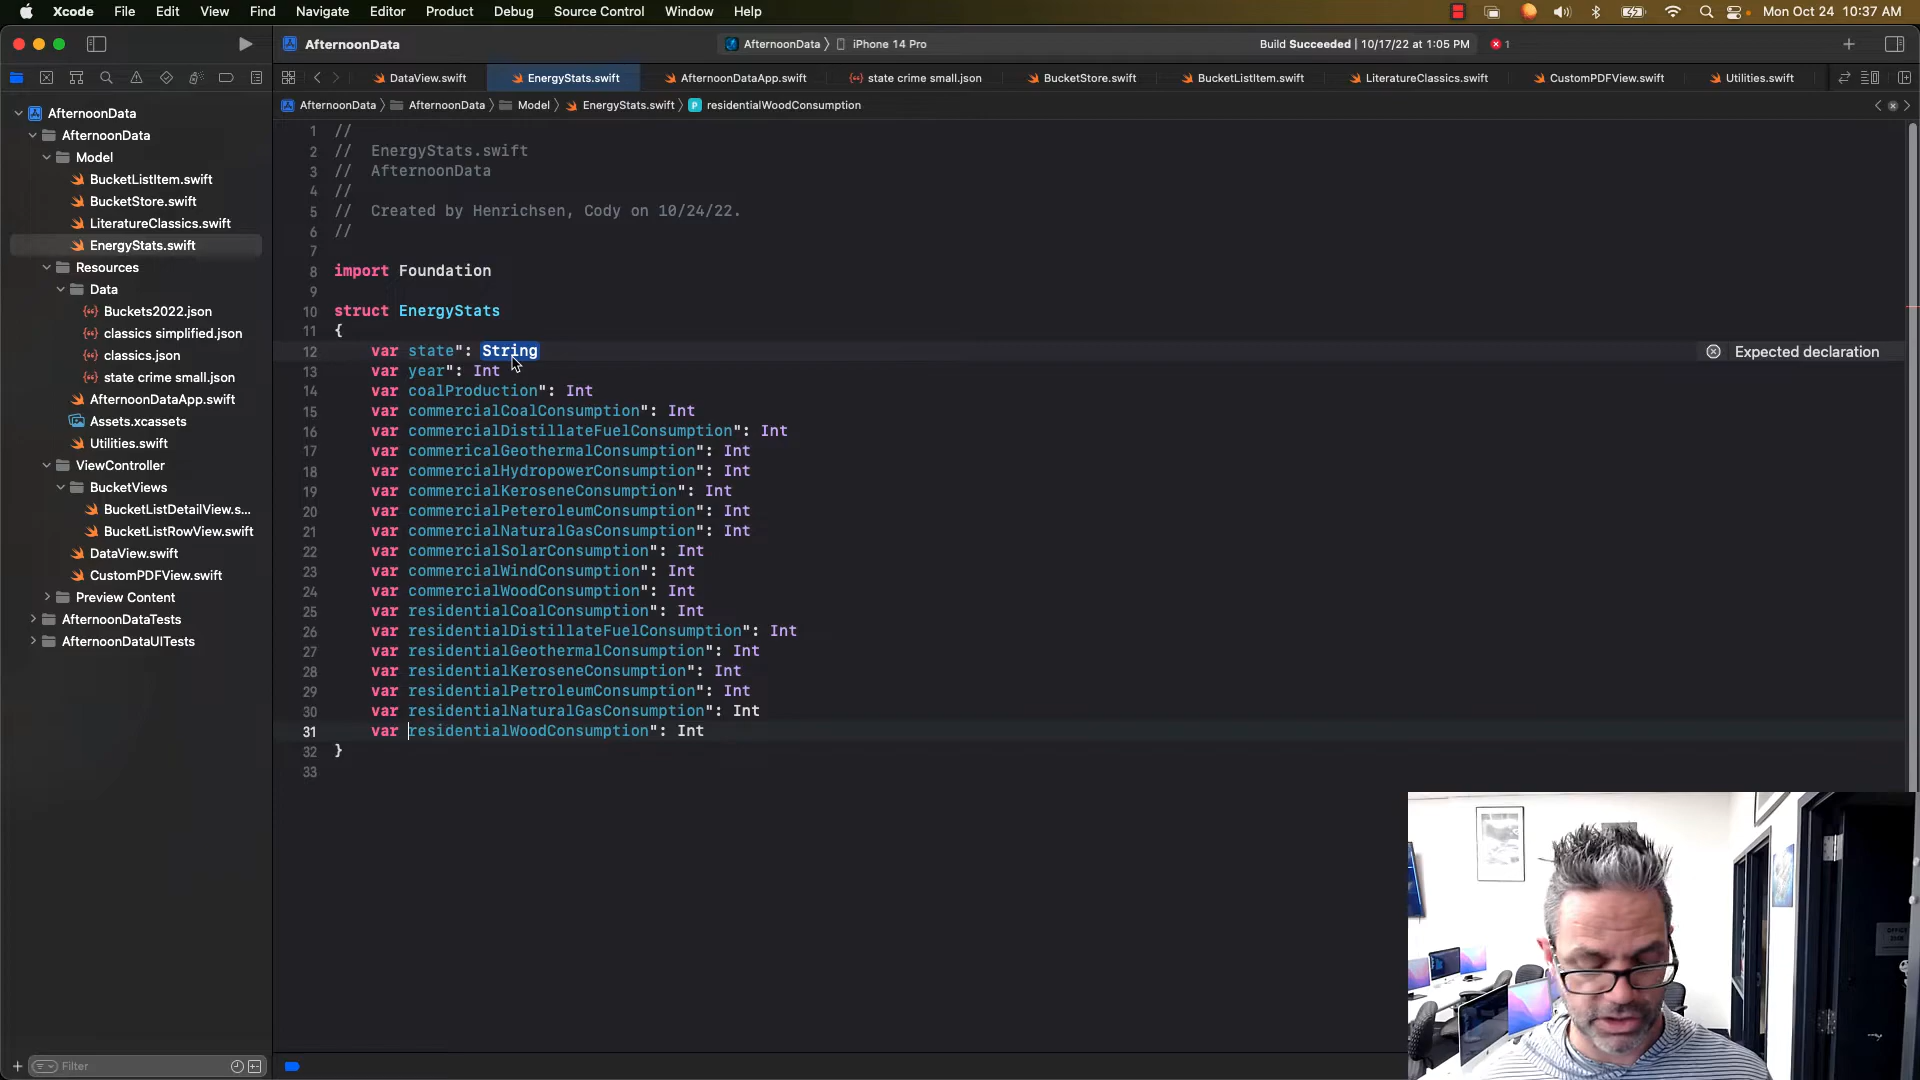 Xcode File Edit View Find Navigate Editor Product Debug Source Control Window Help Mon Oct 24 10:37 AM
AfternoonData AfternoonData iPhone 14 Pro Build Succeeded | 10/17/22 at 1:05 PM 1
DataView.swift EnergyStats.swift AfternoonDataApp.swift state crime small.json BucketStore.swift BucketListItem.swift LiteratureClassics.swift CustomPDFView.swift Utilities.swift
AfternoonData AfternoonData Model EnergyStats.swift residentialWoodConsumption
AfternoonData
AfternoonData
Model
BucketListItem.swift
BucketStore.swift
LiteratureClassics.swift
EnergyStats.swift
Resources
Data
Buckets2022.json
classics simplified.json
classics.json
state crime small.json
AfternoonDataApp.swift
Assets.xcassets
Utilities.swift
ViewController
BucketViews
BucketListDetailView.s...
BucketListRowView.swift
DataView.swift
CustomPDFView.swift
Preview Content
AfternoonDataTests
AfternoonDataUITests
Filter
1 //
2 // EnergyStats.swift
3 // AfternoonData
4 //
5 // Created by Henrichsen, Cody on 10/24/22.
6 //
7
8 import Foundation
9
10 struct EnergyStats
11 {
12 var state": String Expected declaration
13 var year": Int
14 var coalProduction": Int
15 var commercialCoalConsumption": Int
16 var commercialDistillateFuelConsumption": Int
17 var commericalGeothermalConsumption": Int
18 var commercialHydropowerConsumption": Int
19 var commercialKeroseneConsumption": Int
20 var commercialPeteroleumConsumption": Int
21 var commercialNaturalGasConsumption": Int
22 var commercialSolarConsumption": Int
23 var commercialWindConsumption": Int
24 var commercialWoodConsumption": Int
25 var residentialCoalConsumption": Int
26 var residentialDistillateFuelConsumption": Int
27 var residentialGeothermalConsumption": Int
28 var residentialKeroseneConsumption": Int
29 var residentialPetroleumConsumption": Int
30 var residentialNaturalGasConsumption": Int
31 var residentialWoodConsumption": Int
32 }
33